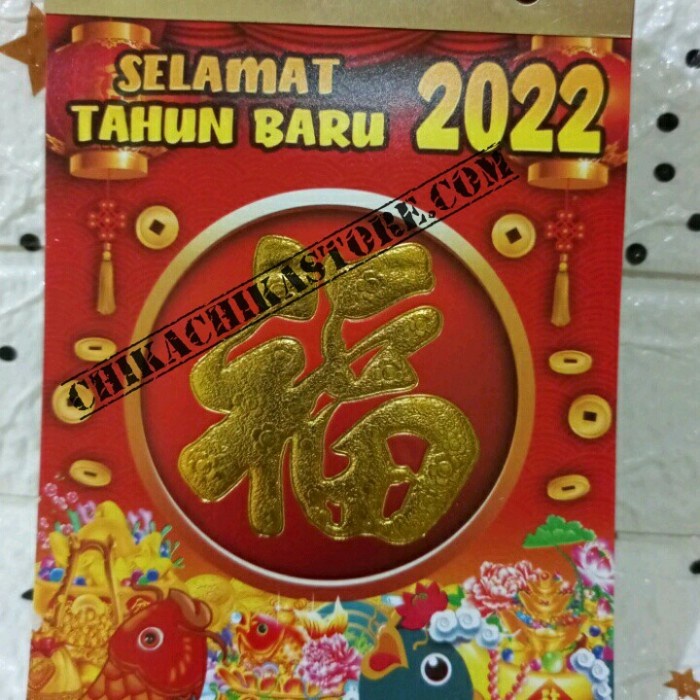 SELAMAT
TAHUN BARU 2022
CHIKACHIKASTORE.COM
福